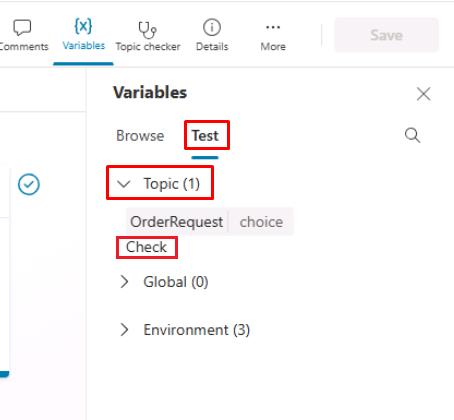 Comments Variables Topic checker Details More Save
Variables
Browse Test
Topic (1)
OrderRequest choice
Check
Global (0)
Environment (3)